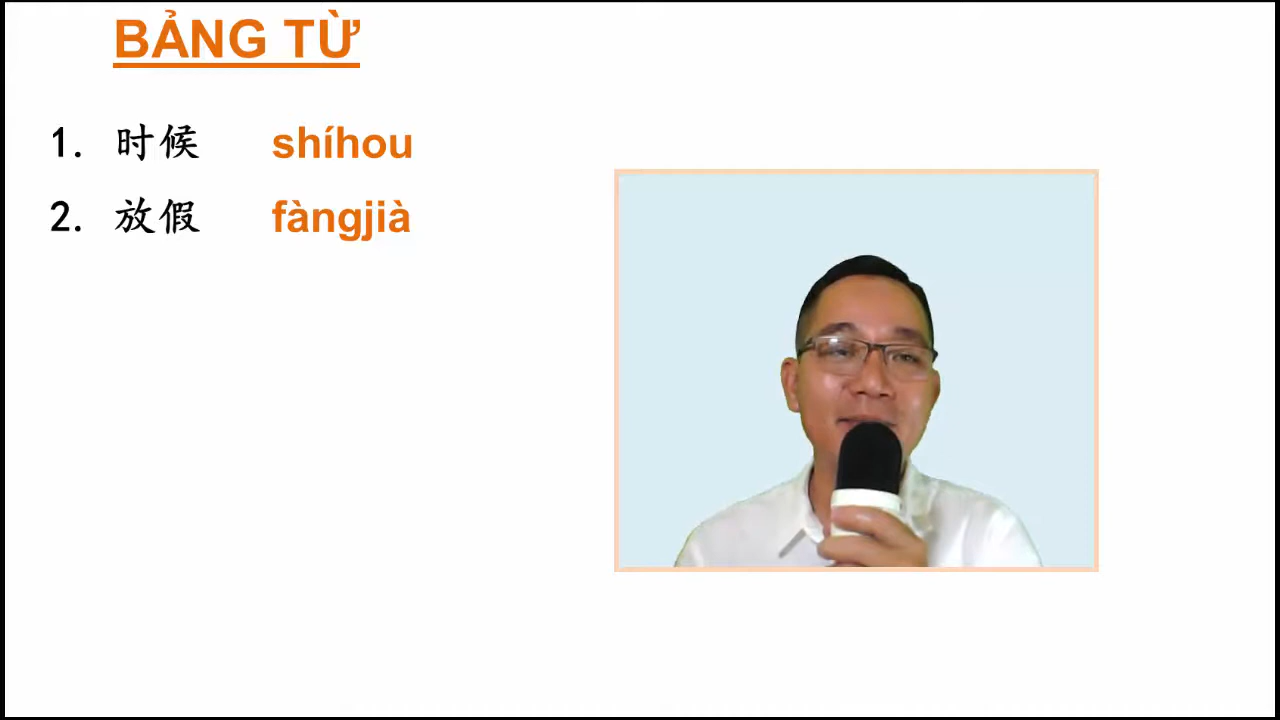 BẢNG TỪ
1. 时候 shíhou
2. 放假 fàngjià